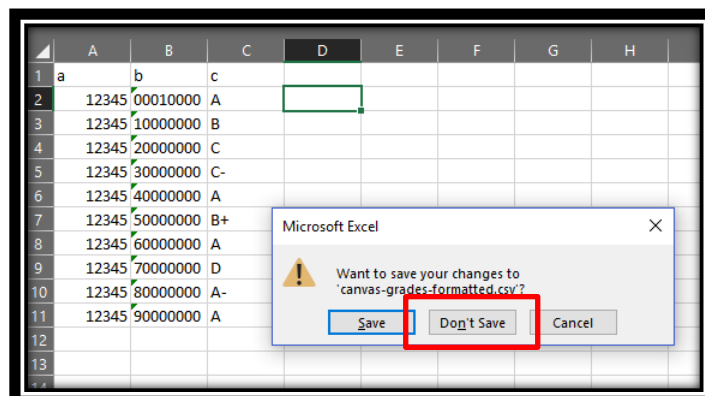 A B C D E F G H
1 a b c
2 12345 00010000 A
3 12345 10000000 B
4 12345 20000000 C
5 12345 30000000 C-
6 12345 40000000 A
7 12345 50000000 B+
8 12345 60000000 A
9 12345 70000000 D
10 12345 80000000 A-
11 12345 90000000 A
12
13
14
Microsoft Excel
Want to save your changes to
'canvas-grades-formatted.csv'?
Save Don't Save Cancel